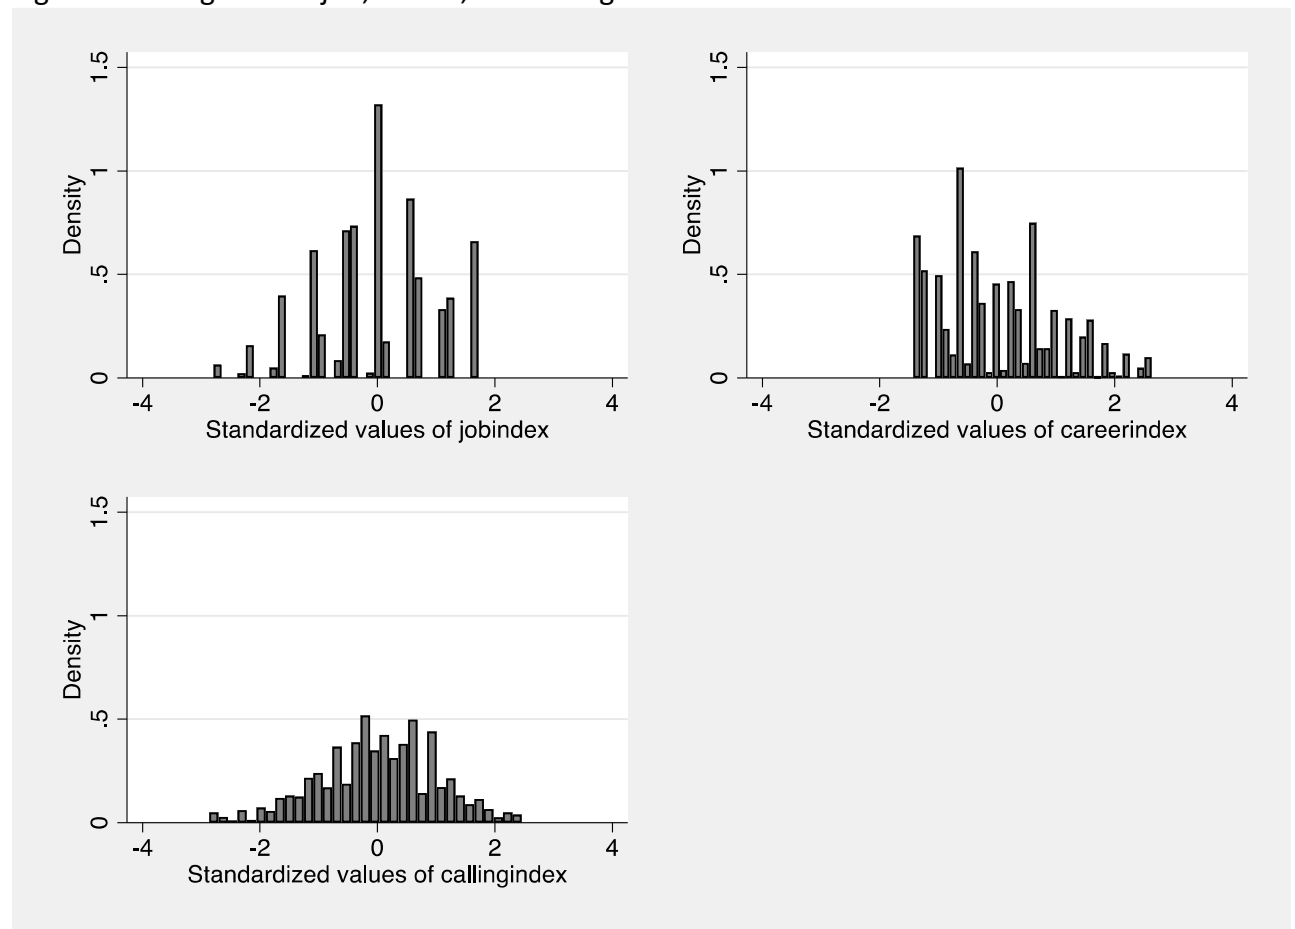 1.5
1
.5
0
Density
-4 -2 0 2 4
Standardized values of jobindex
1.5
1
.5
0
Density
-4 -2 0 2 4
Standardized values of careerindex
1.5
1
.5
0
Density
-4 -2 0 2 4
Standardized values of callingindex